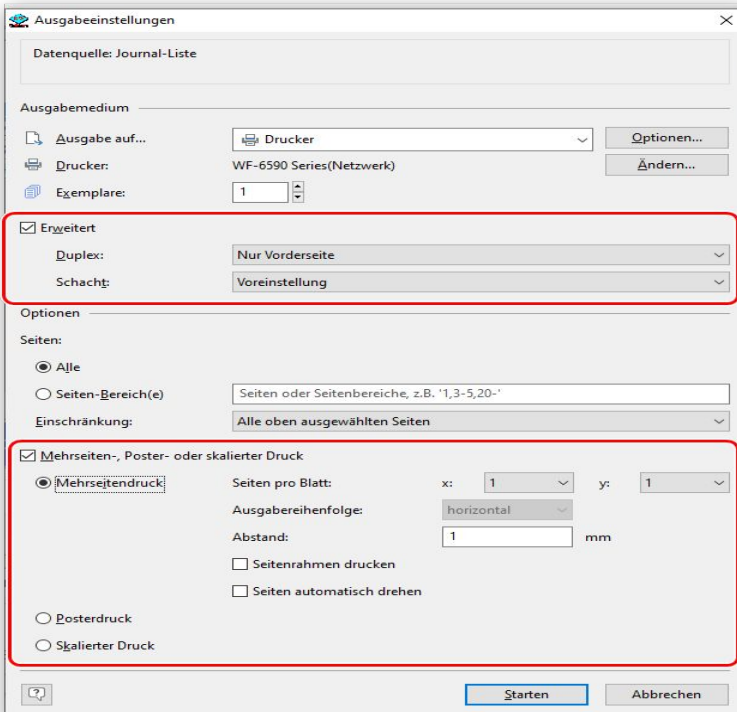 Ausgabeeinstellungen
Datenquelle: Journal-Liste
Ausgabemedium
Ausgabe auf... Drucker Optionen...
Drucker: WF-6590 Series(Netzwerk) Ändern...
Exemplare: 1
Erweitert
Duplex: Nur Vorderseite
Schacht: Voreinstellung
Optionen
Seiten:
Alle
Seiten-Bereich(e) Seiten oder Seitenbereiche, z.B. '1,3-5,20-'
Einschränkung: Alle oben ausgewählten Seiten
Mehrseiten-, Poster- oder skalierter Druck
Mehrseitendruck Seiten pro Blatt: x: 1 y: 1
Ausgabereihenfolge: horizontal
Abstand: 1 mm
Seitenrahmen drucken
Seiten automatisch drehen
Posterdruck
Skalierter Druck
? Starten Abbrechen